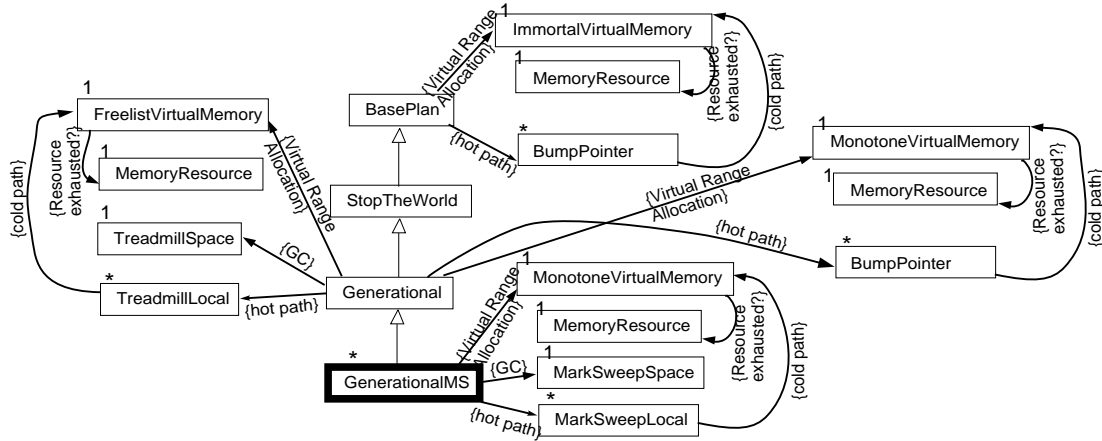 1
ImmortalVirtualMemory
{Virtual Range
Allocation}
1
MemoryResource
{Resource
exhausted?}
{cold path}
BasePlan
{hot path}
*
BumpPointer
1
FreelistVirtualMemory
{Resource
exhausted?}
1
MemoryResource
{cold path}
{Virtual Range
Allocation}
1
MonotoneVirtualMemory
1
MemoryResource
{Resource
exhausted?}
{cold path}
{Virtual Range
Allocation}
StopTheWorld
1
TreadmillSpace
{GC}
{hot path}
*
BumpPointer
*
TreadmillLocal
{hot path}
Generational
1
MonotoneVirtualMemory
{Virtual Range
Allocation}
1
MemoryResource
{Resource
exhausted?}
{cold path}
*
GenerationalMS
{GC}
1
MarkSweepSpace
{hot path}
*
MarkSweepLocal